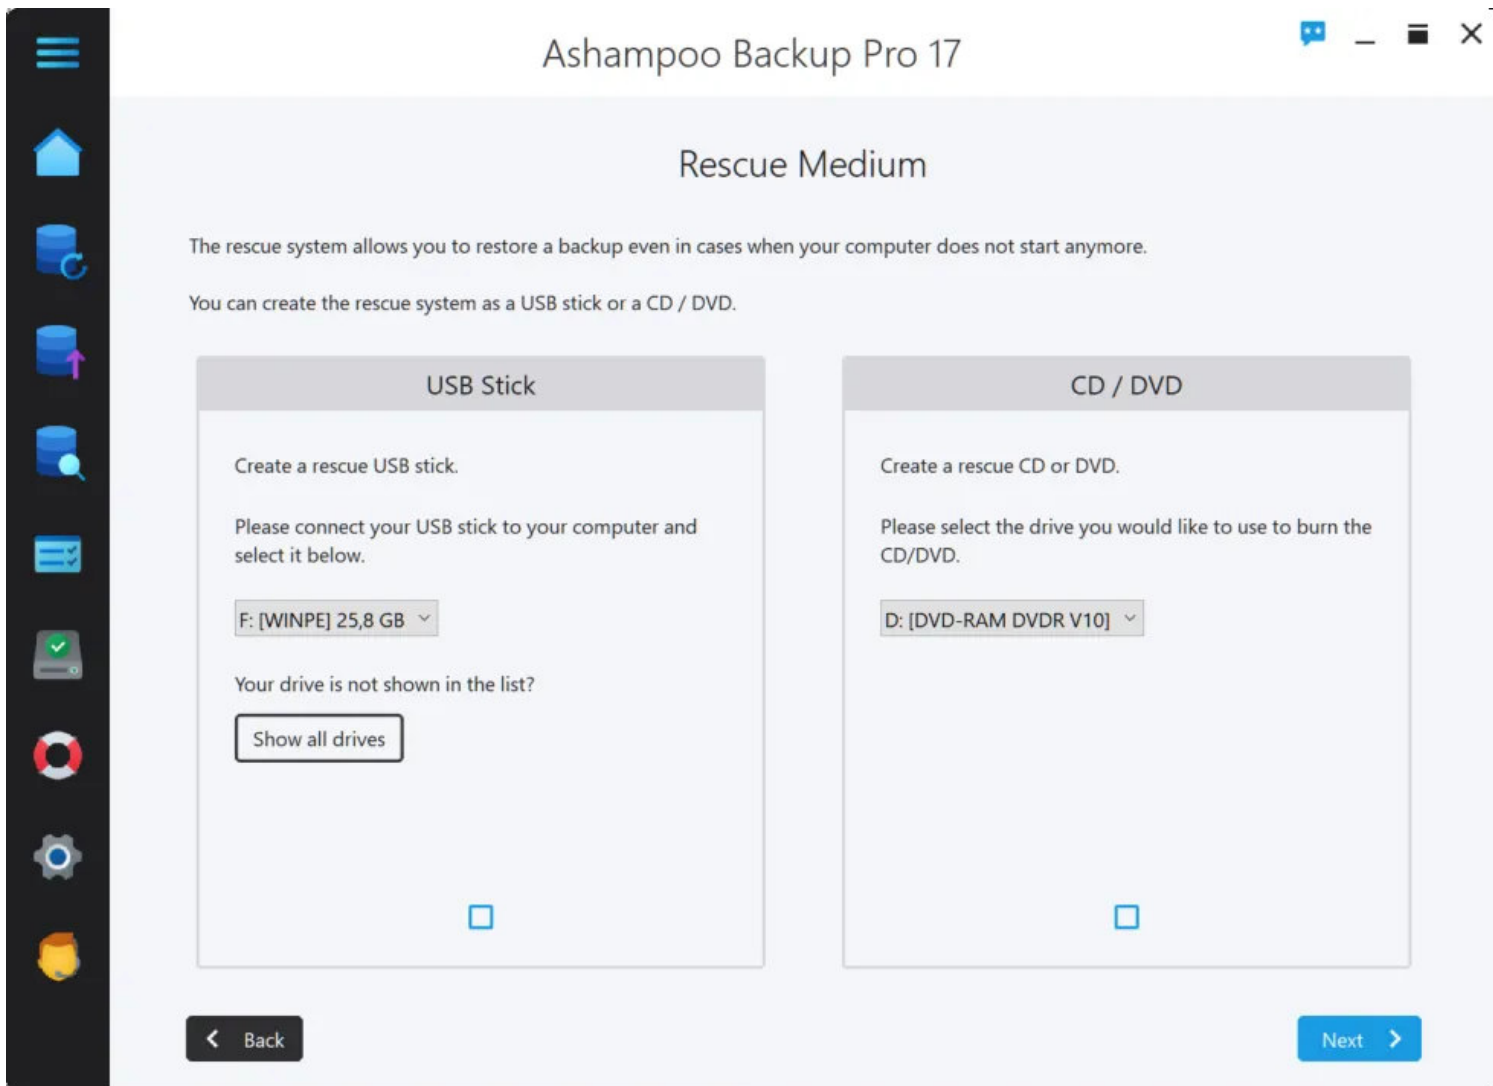 Ashampoo Backup Pro 17
Rescue Medium
The rescue system allows you to restore a backup even in cases when your computer does not start anymore.
You can create the rescue system as a USB stick or a CD / DVD.
USB Stick
Create a rescue USB stick.
Please connect your USB stick to your computer and
select it below.
F: [WINPE] 25,8 GB
Your drive is not shown in the list?
Show all drives
CD / DVD
Create a rescue CD or DVD.
Please select the drive you would like to use to burn the
CD/DVD.
D: [DVD-RAM DVDR V10]
Back
Next